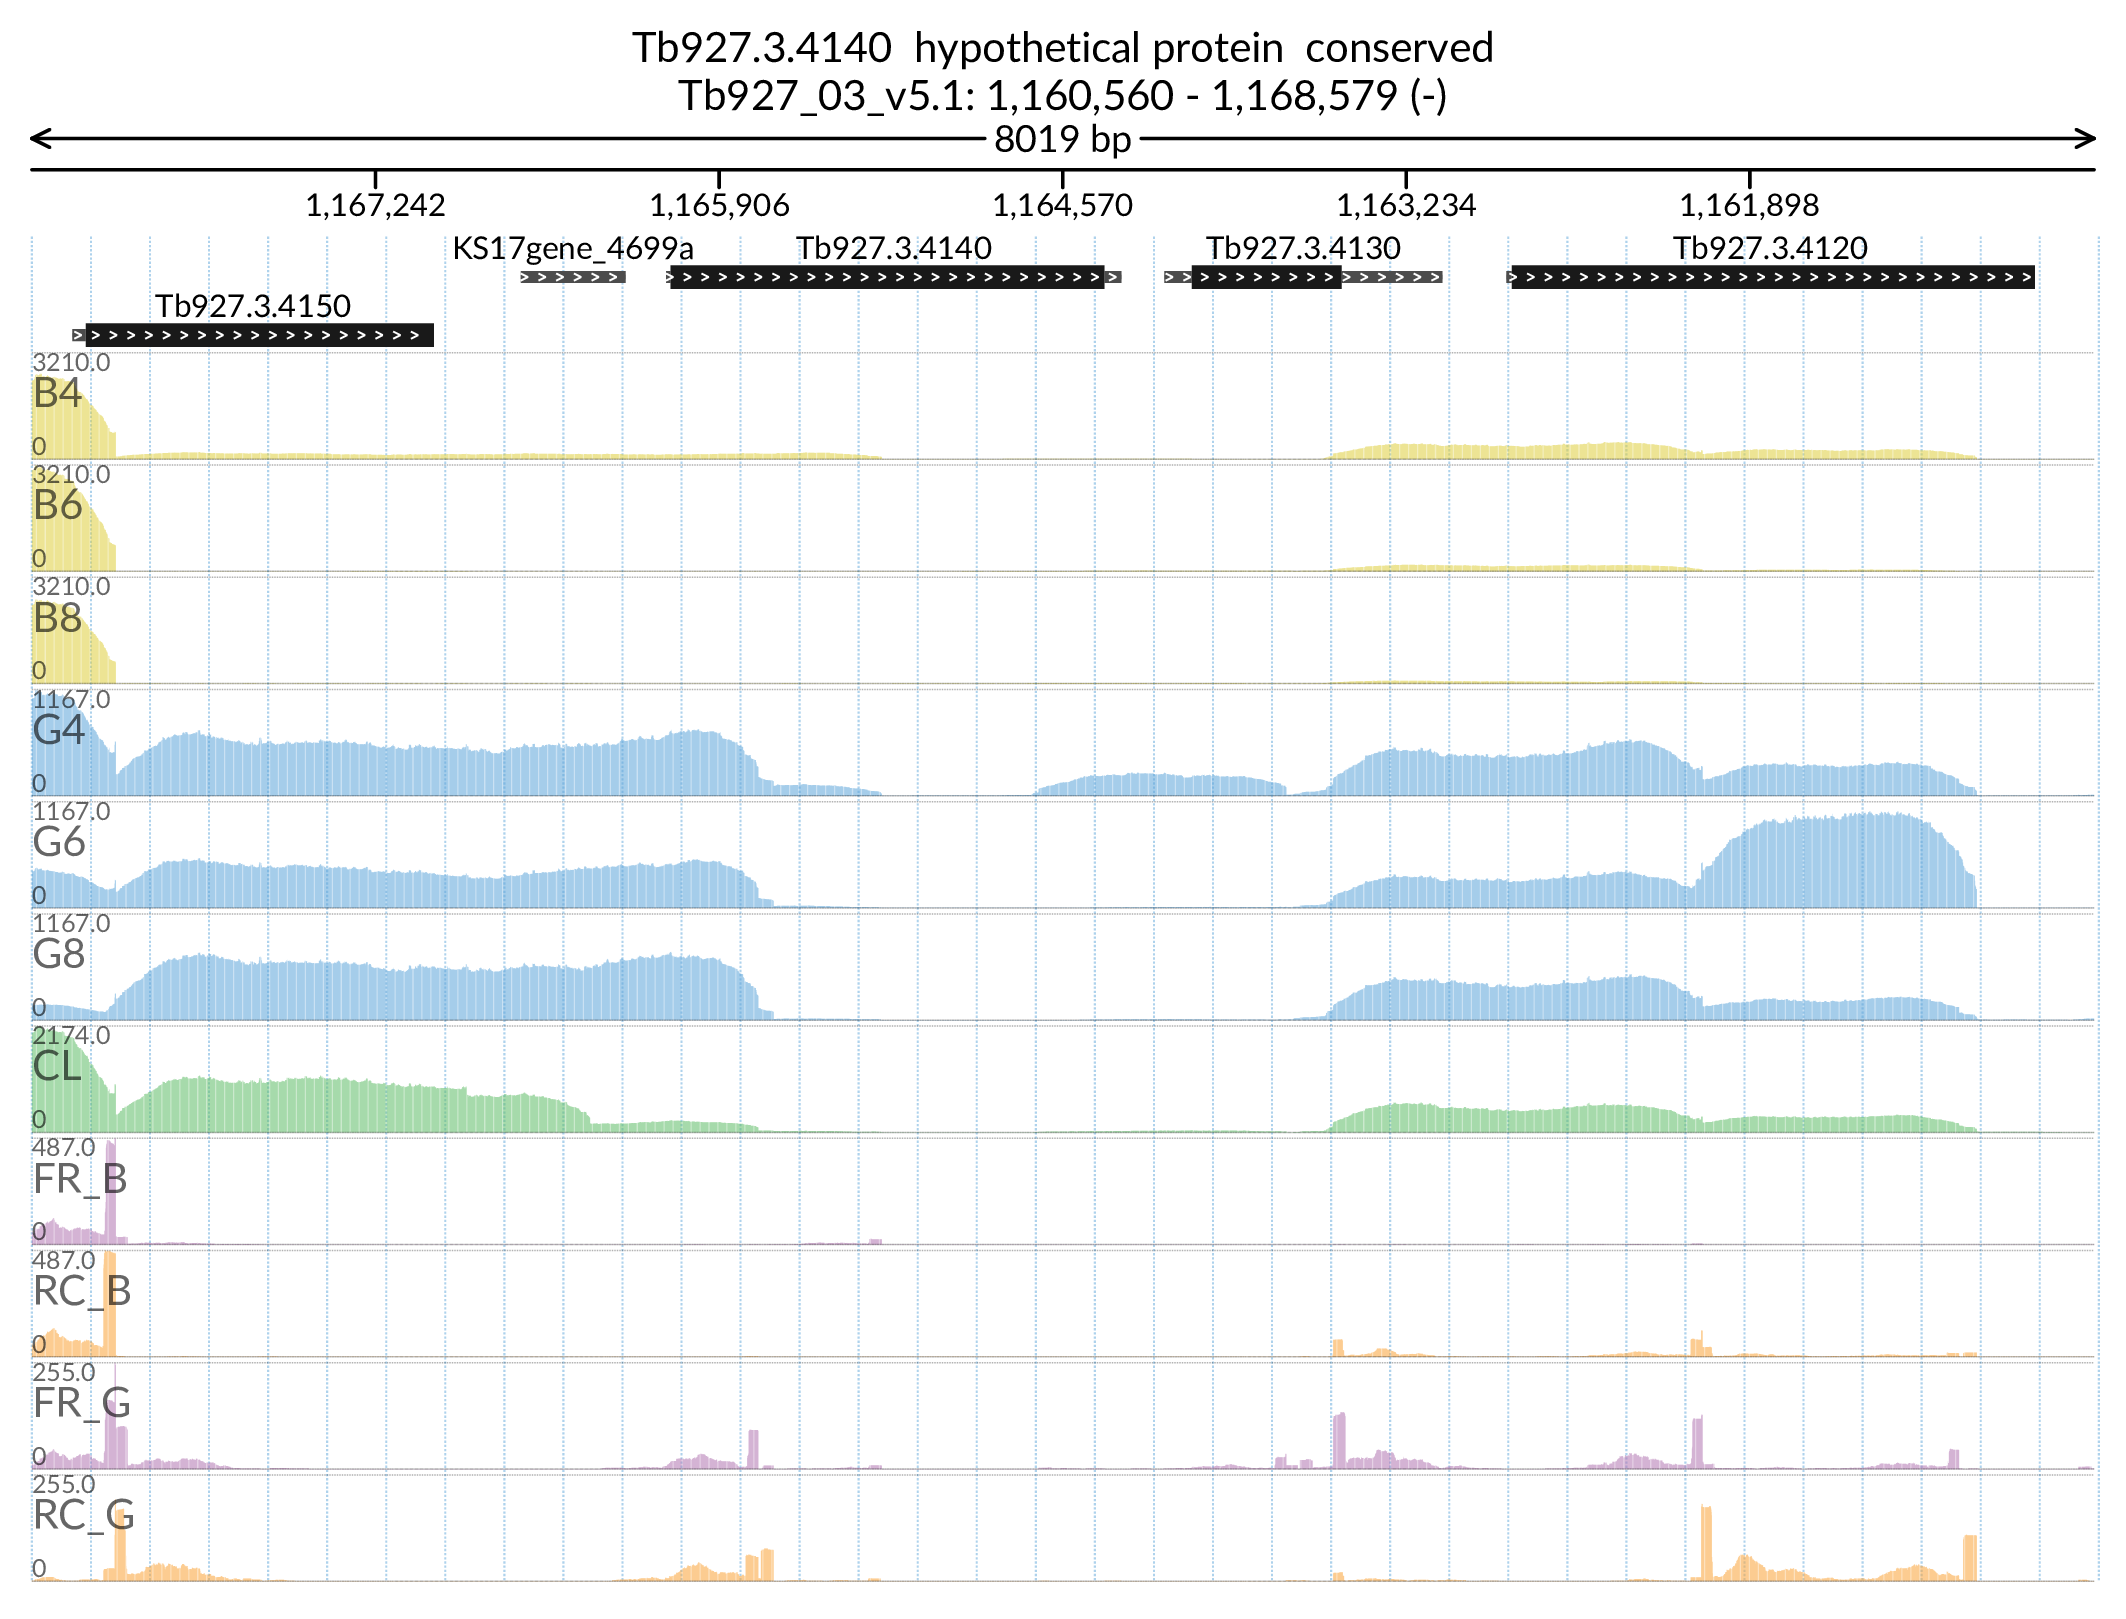 Tb927.3.4140  hypothetical protein  conserved
Tb927_03_v5.1: 1,160,560 - 1,168,579 (-)
8019 bp
1,167,242 1,165,906 1,164,570 1,163,234 1,161,898
KS17gene_4699a Tb927.3.4140 Tb927.3.4130 Tb927.3.4120
Tb927.3.4150
3210.0
B4
0
3210.0
B6
0
3210.0
B8
0
1167.0
G4
0
1167.0
G6
0
1167.0
G8
0
2174.0
CL
0
487.0
FR_B
0
487.0
RC_B
0
255.0
FR_G
0
255.0
RC_G
0